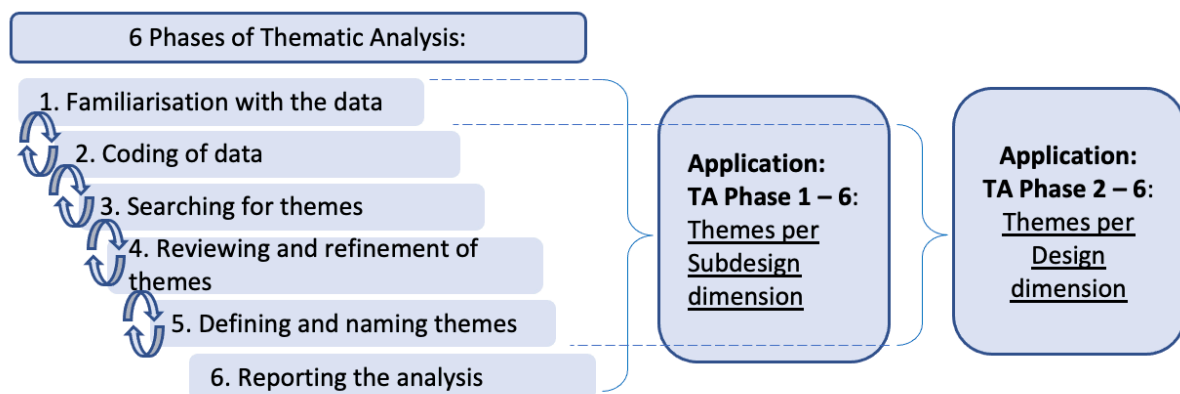 6 Phases of Thematic Analysis:
1. Familiarisation with the data
2. Coding of data
3. Searching for themes
4. Reviewing and refinement of
themes
5. Defining and naming themes
6. Reporting the analysis
Application:
TA Phase 1 – 6:
Themes per
Subdesign
dimension
Application:
TA Phase 2 – 6:
Themes per
Design
dimension